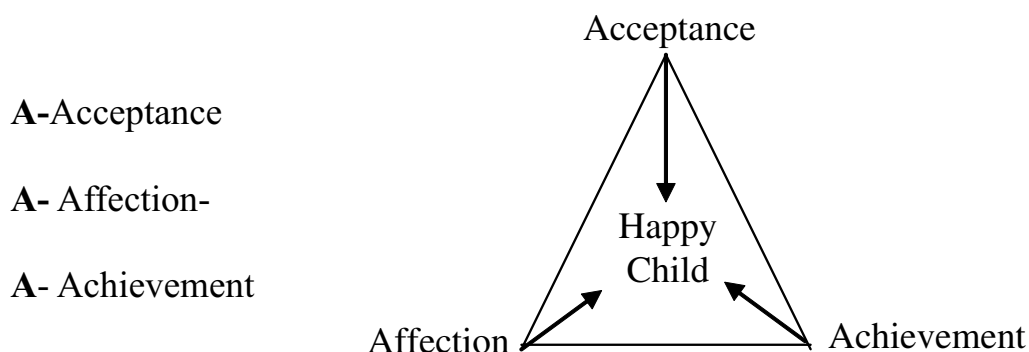 Acceptance
A-Acceptance
A- Affection-
A- Achievement
Happy
Child
Affection
Achievement